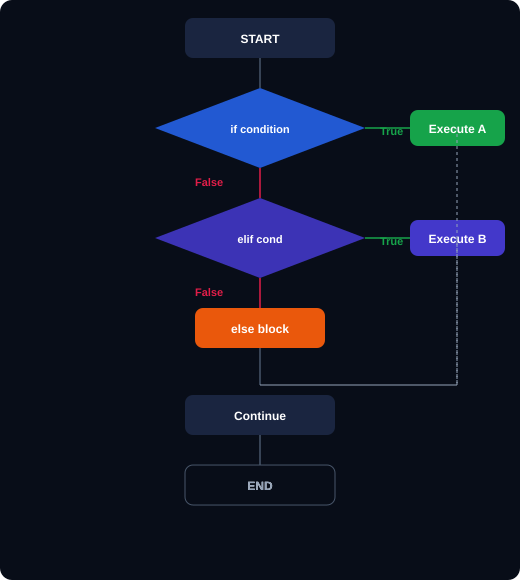 START
if condition
True
Execute A
False
elif cond
True
Execute B
False
else block
Continue
END